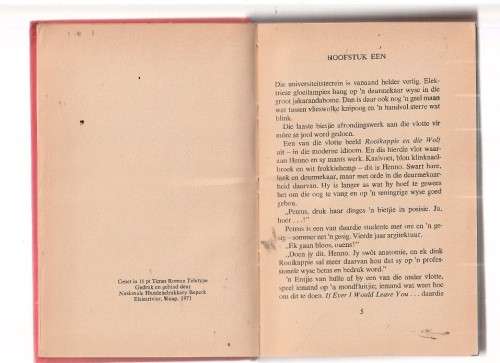 Geset in 10 pt Times Roman Teletype
Gedruk en gebind deur
Nasionale Handelsdrukkery Beperk
Elsiesrivier, Kaap. 1971
HOOFSTUK EEN
Die universiteitsterrein is vanaand helder verlig. Elek-
triese gloeilampies hang op 'n deurmekaar wyse in die
groot jakarandabome. Dan is daar ook nog 'n geel maan
wat tussen vlieswolke knipoog en 'n handvol sterre wat
blink.
Die laaste bietjie afrondingswerk aan die vlotte vir
môre se jool word gedoen.
Een van die vlotte beeld Rooikappie en die Wolf
uit – in die moderne idioom. En dis hierdie vlot waar-
aan Henno en sy maats werk. Kaalvoet, blou klinknael-
broek en wit frokkiehemp – dit is Henno. Swart hare,
lank en deurmekaar, maar met orde in die deurmekaar-
heid daarvan. Hy is langer as wat hy hoef te gewees
het om die oog te vang en 'n seningrige wyse goed
gebou.
„Petrus, druk haar dinges 'n bietjie in posisie. Ja,
hoër . . .!”
Petrus is een van daardie studente met ore en 'n ge-
sig – sommer net 'n gesig. Vierde jaar argitektuur.
„Ek gaan bloos, ouens!”
„Doen jy dit, Henno. Jy swôt anatomie, en ek dink
Rooikappie sal meer daarvan hou dat sy op 'n profes-
sionele wyse betas en bedruk word.”
'n Entjie van hulle af by een van die ander vlotte,
speel iemand op 'n mondfluitjie; iemand wat want hoe
om dit te doen. If Ever I Would Leave You . . . daardie
5